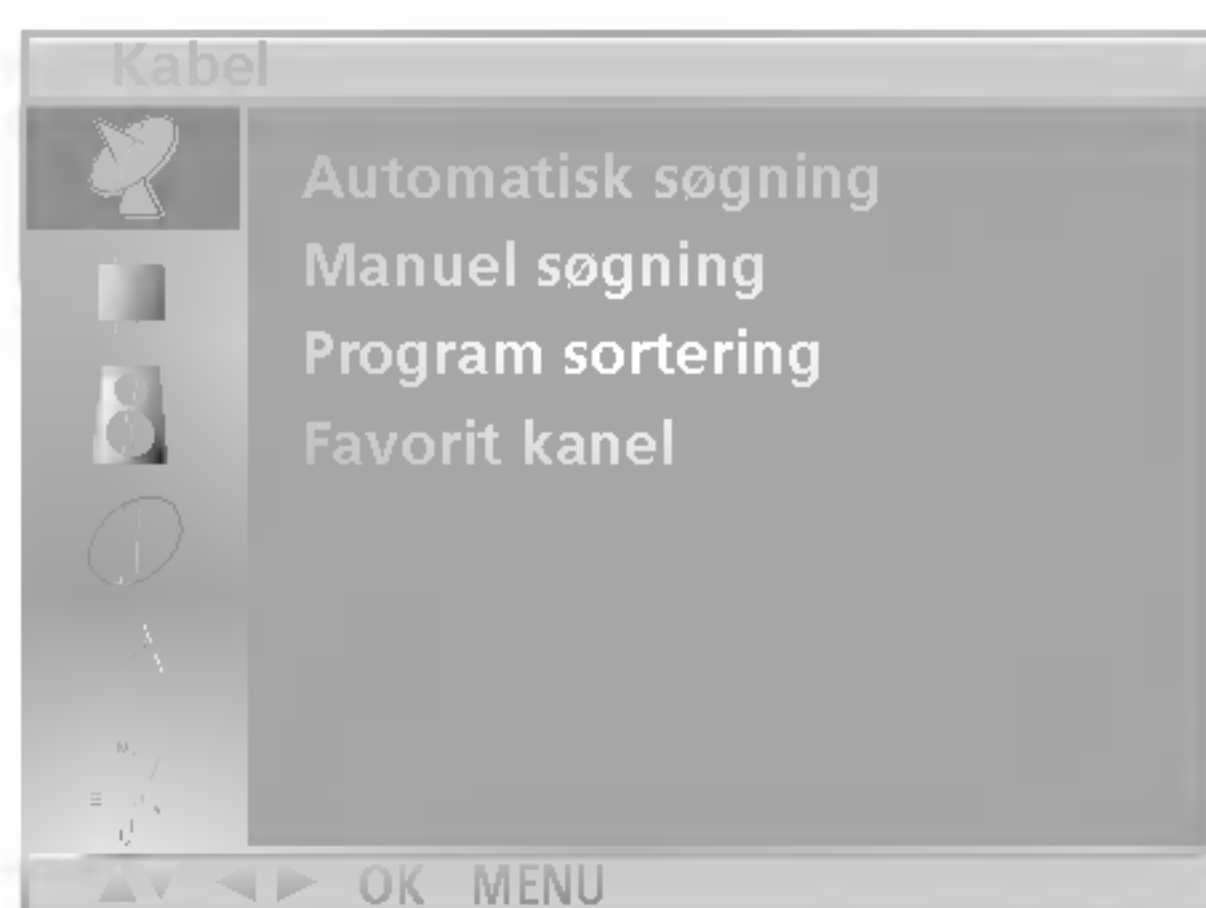 Kabel
Automatisk søgning
Manuel søgning
Program sortering
Favorit kanel
OK MENU